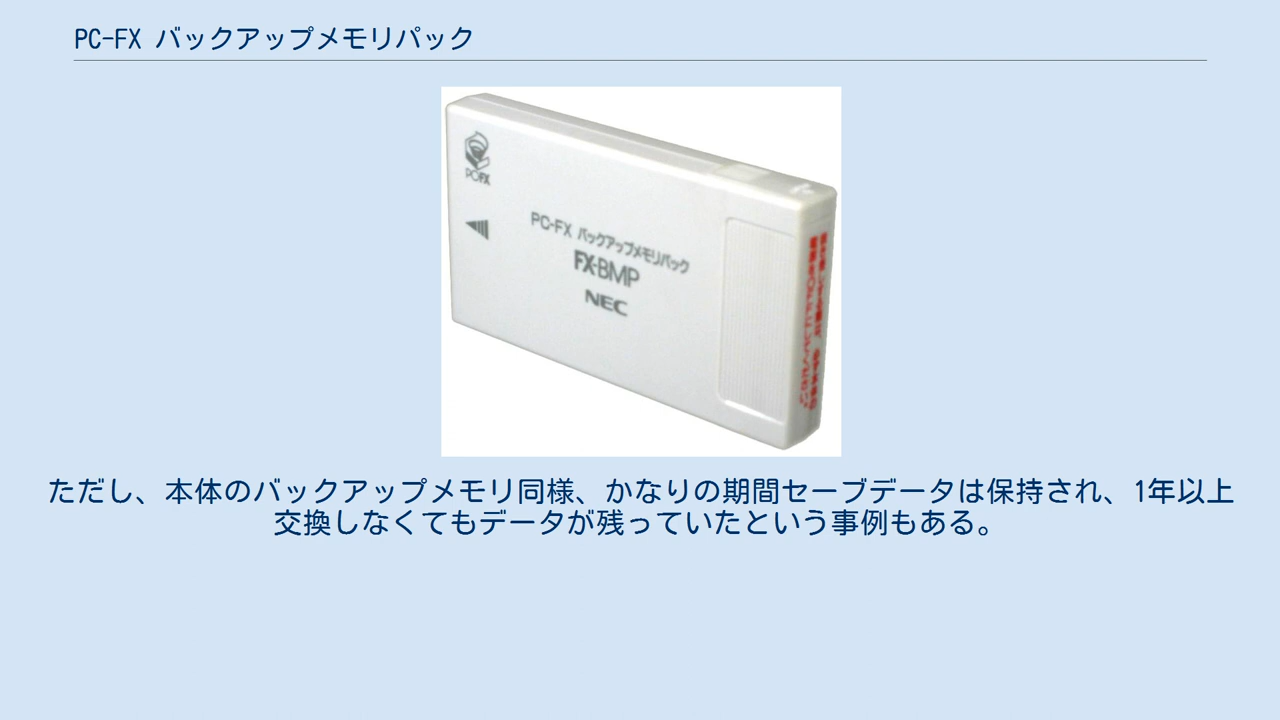 PC-FX バックアップメモリパック
PC-FX
PC-FX バックアップメモリパック
FX-BMP
NEC
ただし、本体のバックアップメモリ同様、かなりの期間セーブデータは保持され、1年以上
交換しなくてもデータが残っていたという事例もある。